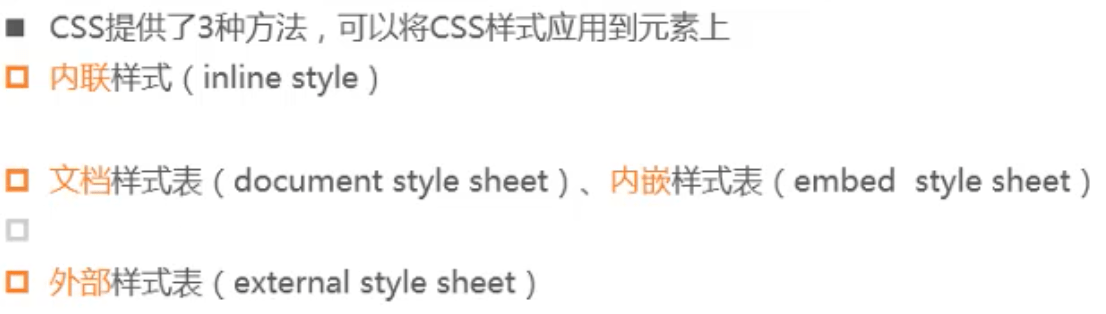 CSS提供了3种方法，可以将CSS样式应用到元素上
内联样式（inline style）
文档样式表（document style sheet）、内嵌样式表（embed  style sheet）
外部样式表（external style sheet）